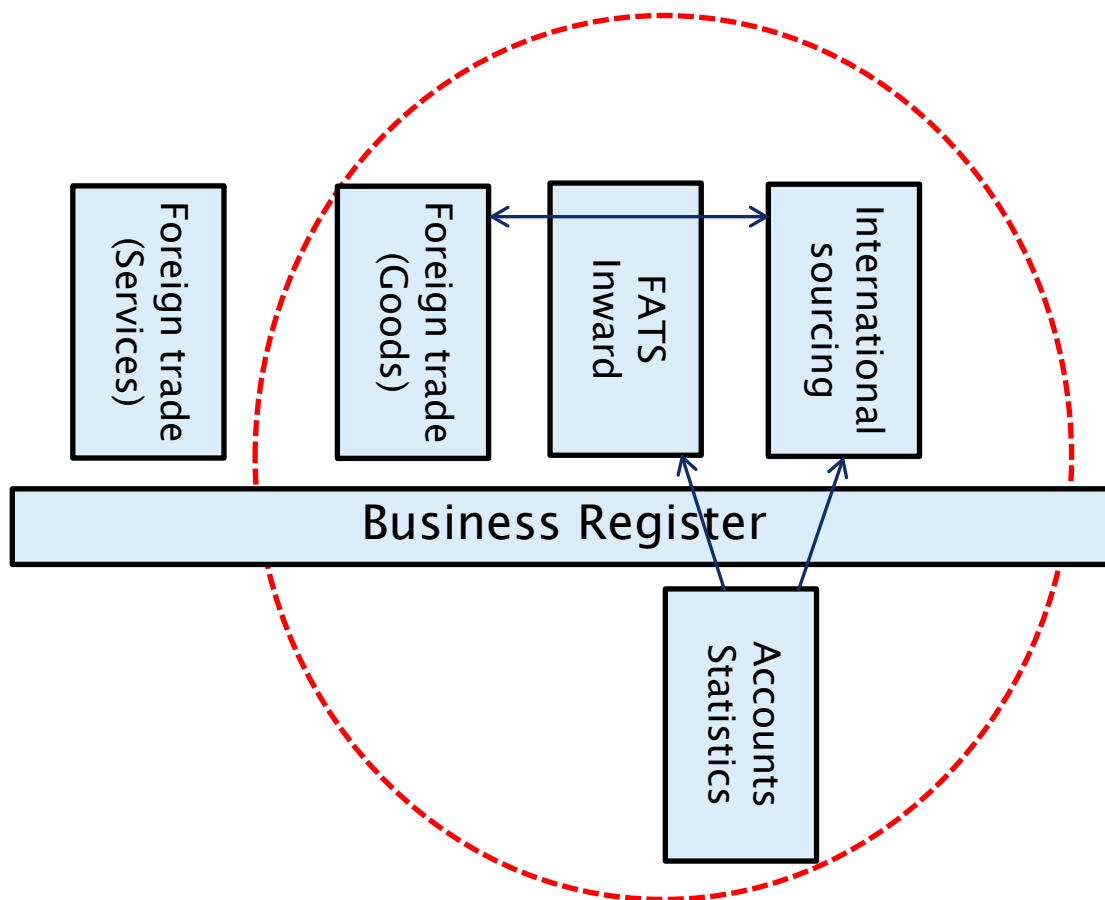 Foreign trade
(Services)
Foreign trade
(Goods)
FATS
Inward
International
sourcing
Business Register
Accounts
Statistics